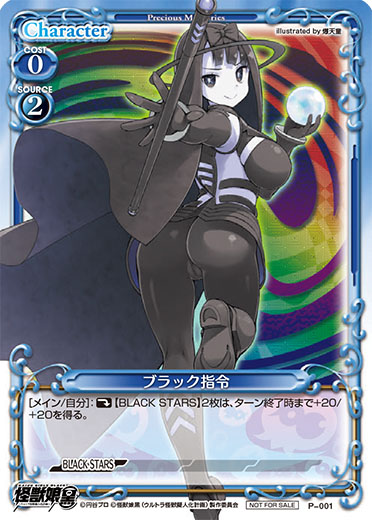 Precious Memories
illustrated by 爆天童
Character
COST
0
SOURCE
2
ブラック指令
[メイン/自分]:【BLACK STARS】2枚は、ターン終了時まで+20/
+20を得る。
BLACK STARS
怪獣娘黒
©円谷プロ ©怪獣娘黒(ウルトラ怪獣擬人化計画)製作委員会
NOT FOR SALE
P-001